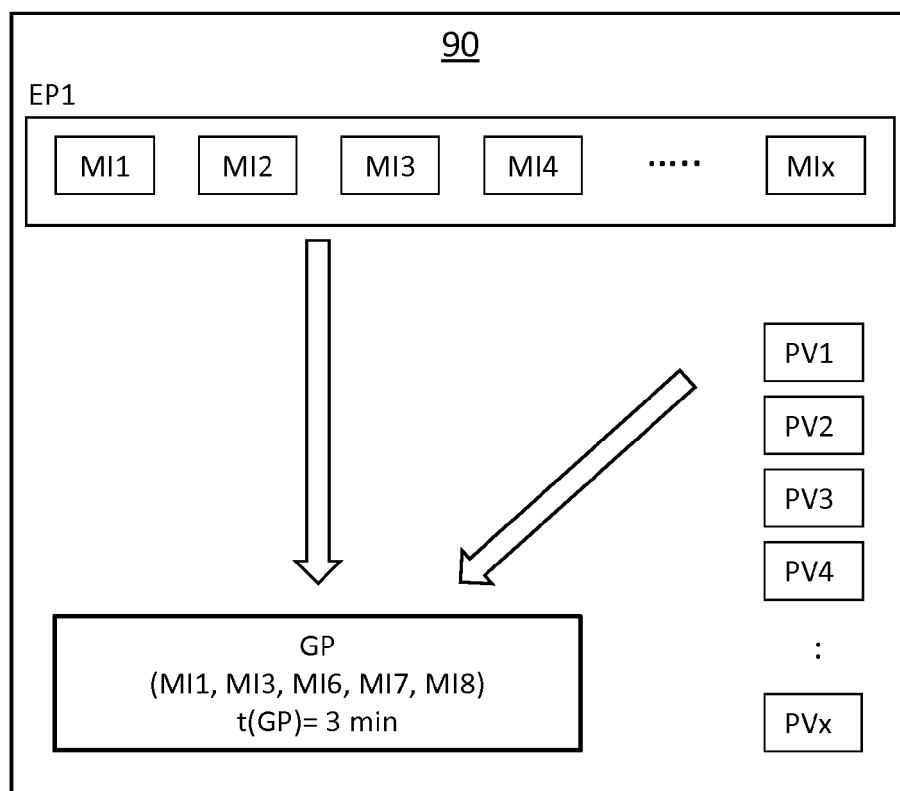 90
EP1
MI1 MI2 MI3 MI4 ..... MIx
PV1
PV2
PV3
PV4
:
PVx
GP
(MI1, MI3, MI6, MI7, MI8)
t(GP)= 3 min